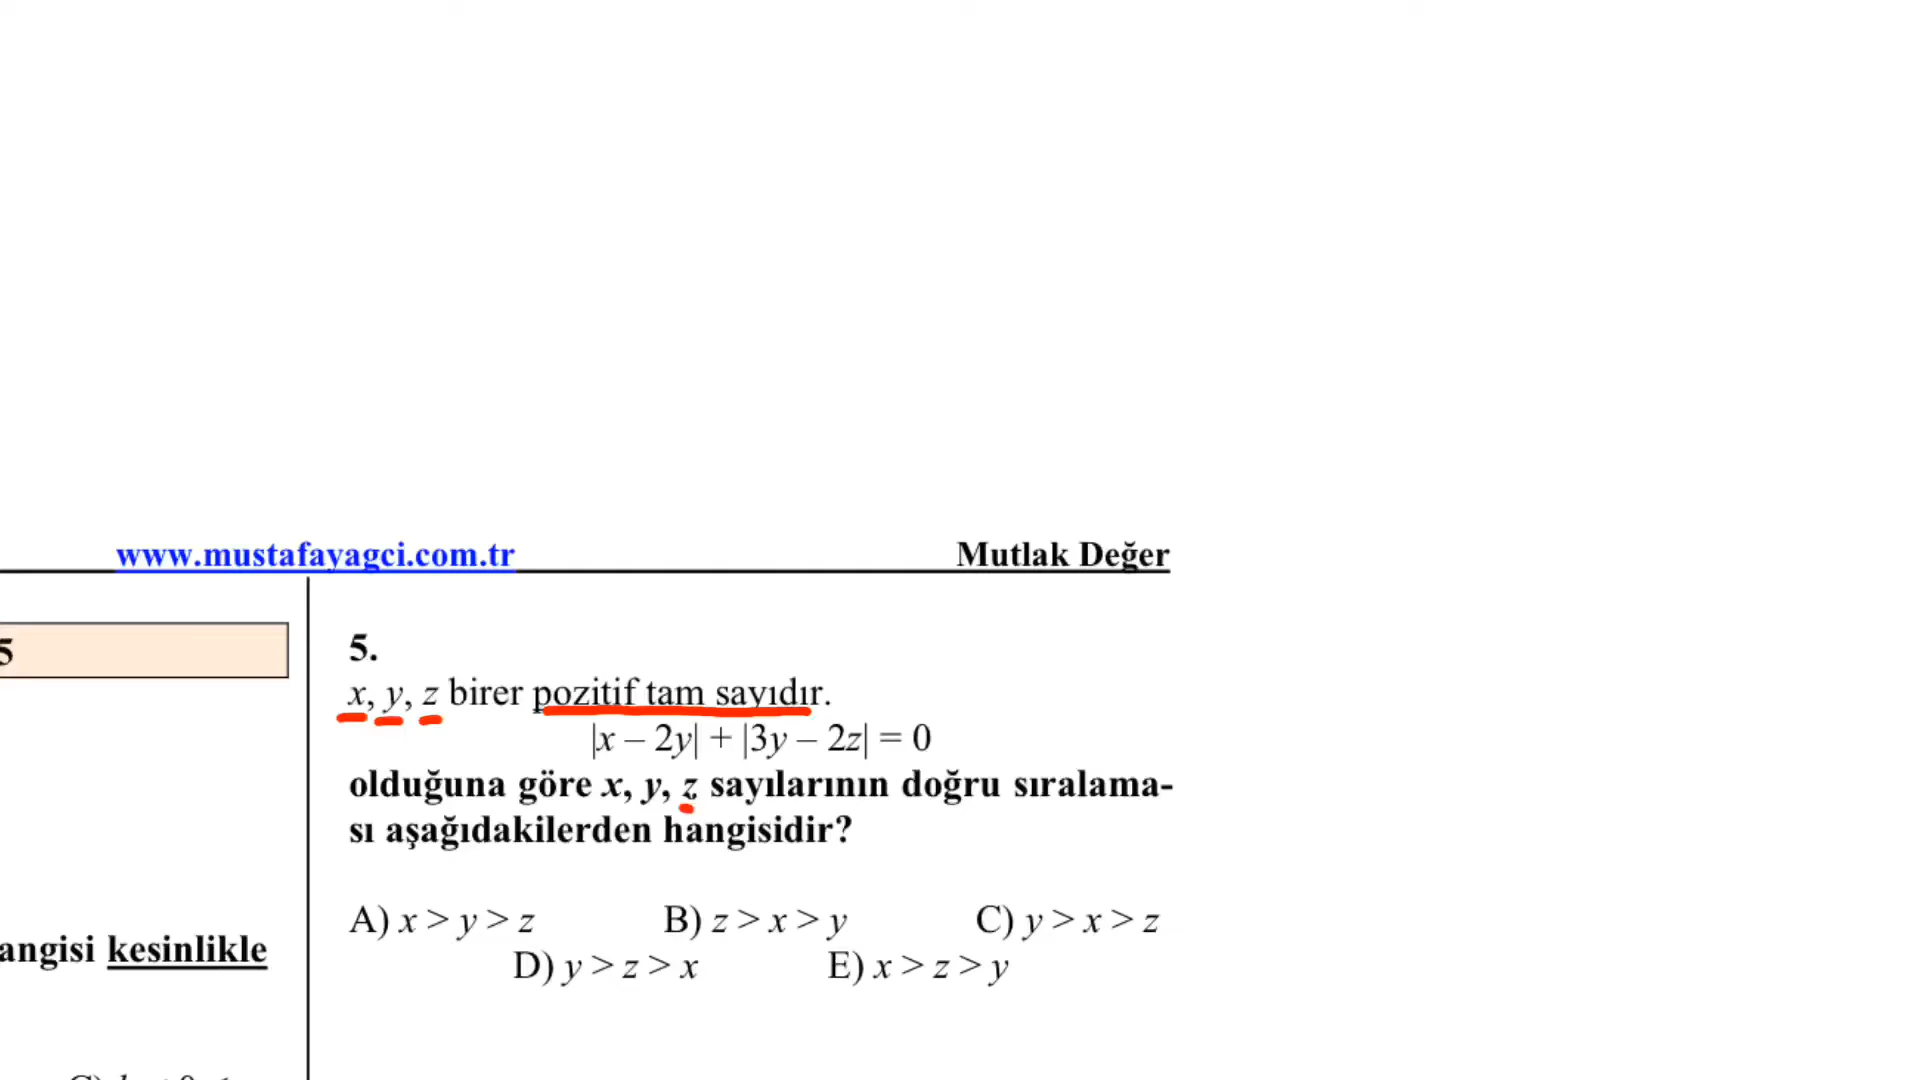 www.mustafayagci.com.tr
Mutlak Değer
5
angisi kesinlikle
5.
x, y, z birer pozitif tam sayıdır.
|x – 2y| + |3y – 2z| = 0
olduğuna göre x, y, z sayılarının doğru sıralama-
sı aşağıdakilerden hangisidir?
A) x > y > z B) z > x > y C) y > x > z
D) y > z > x E) x > z > y